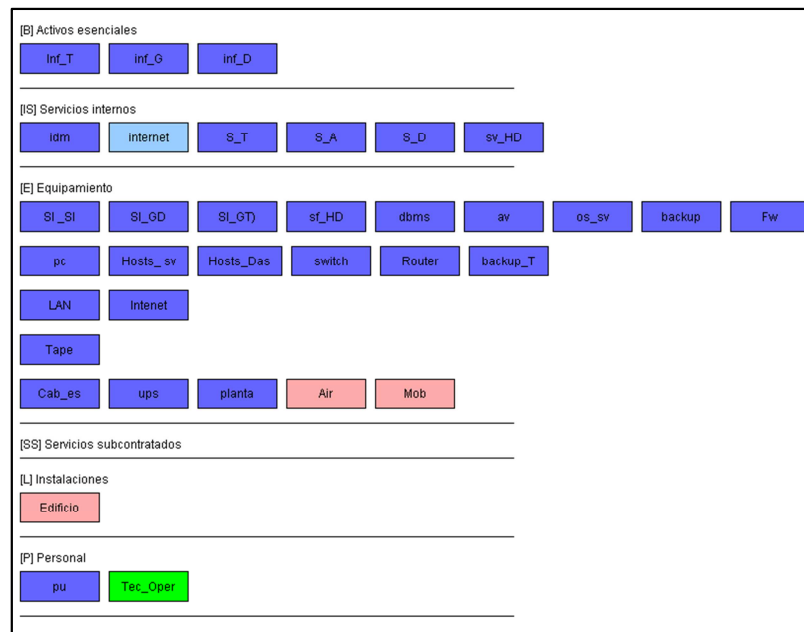 [B] Activos esenciales
Inf_T inf_G inf_D
[IS] Servicios internos
idm internet S_T S_A S_D sv_HD
[E] Equipamiento
SI_SI SI_GD SI_GT) sf_HD dbms av os_sv backup Fw
pc Hosts_sv Hosts_Das switch Router backup_T
LAN Intenet
Tape
Cab_es ups planta Air Mob
[SS] Servicios subcontratados
[L] Instalaciones
Edificio
[P] Personal
pu Tec_Oper